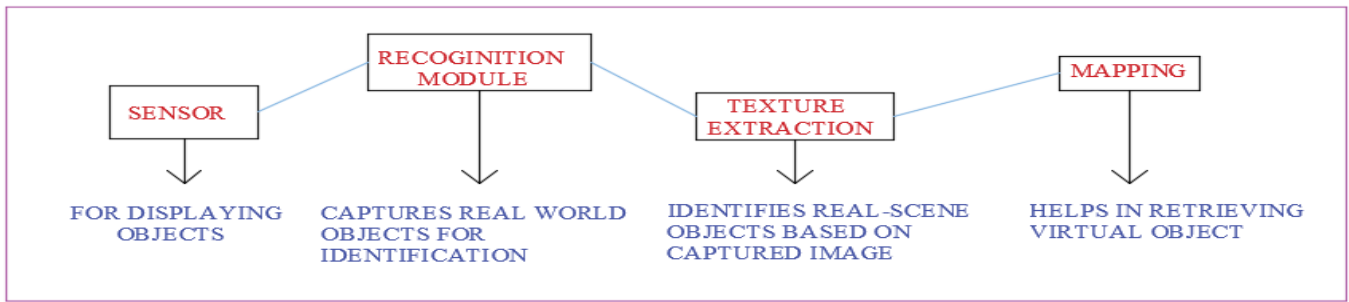 SENSOR
RECOGINITION
MODULE
TEXTURE
EXTRACTION
MAPPING
FOR DISPLAYING
OBJECTS
CAPTURES REAL WORLD
OBJECTS FOR
IDENTIFICATION
IDENTIFIES REAL-SCENE
OBJECTS BASED ON
CAPTURED IMAGE
HELPS IN RETRIEVING
VIRTUAL OBJECT